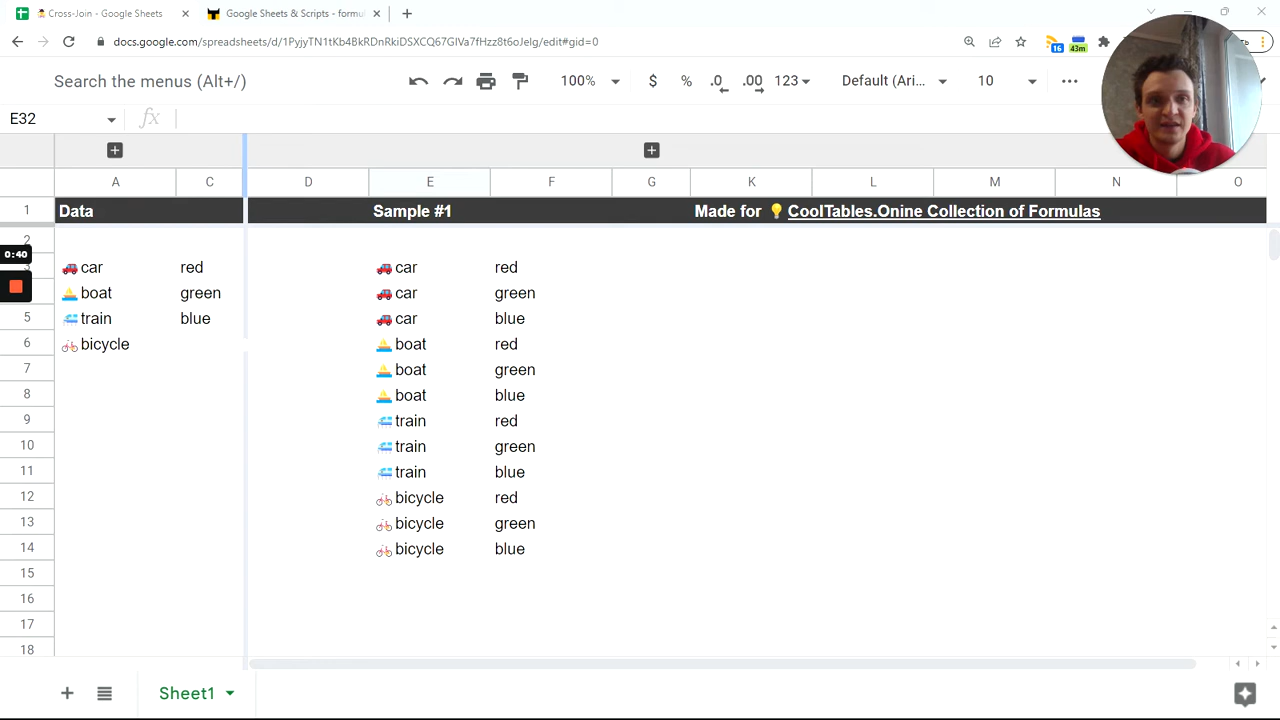 Cross-Join - Google Sheets
Google Sheets & Scripts - formul
docs.google.com/spreadsheets/d/1PyjyTN1tKb4BkRDnRkiDSXCQ67GlVa7fHzz8t6oJeIg/edit#gid=0
16
43m
Search the menus (Alt+/)
100%
$
%
.0
.00
123
Default (Ari...
10
E32
fx
A C D E F G K L M N O
1 Data Sample #1 Made for 💡 CoolTables.Onine Collection of Formulas
2
0:40
3 🚗 car red 🚗 car red
⛵ boat green 🚗 car green
5 train blue 🚗 car blue
6 🚲 bicycle ⛵ boat red
7 ⛵ boat green
8 ⛵ boat blue
9 train red
10 train green
11 train blue
12 🚲 bicycle red
13 🚲 bicycle green
14 🚲 bicycle blue
15
16
17
18
Sheet1